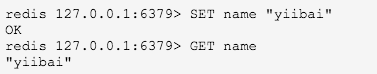 redis 127.0.0.1:6379> SET name "yiibai"
OK
redis 127.0.0.1:6379> GET name
"yiibai"